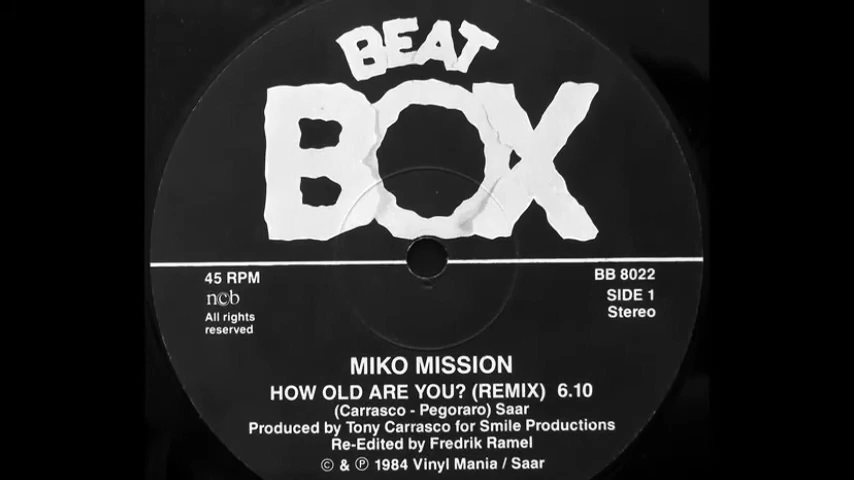 BEAT
BOX
45 RPM
ncb
All rights
reserved
BB 8022
SIDE 1
Stereo
MIKO MISSION
HOW OLD ARE YOU? (REMIX) 6.10
(Carrasco - Pegoraro) Saar
Produced by Tony Carrasco for Smile Productions
Re-Edited by Fredrik Ramel
© & ℗ 1984 Vinyl Mania / Saar